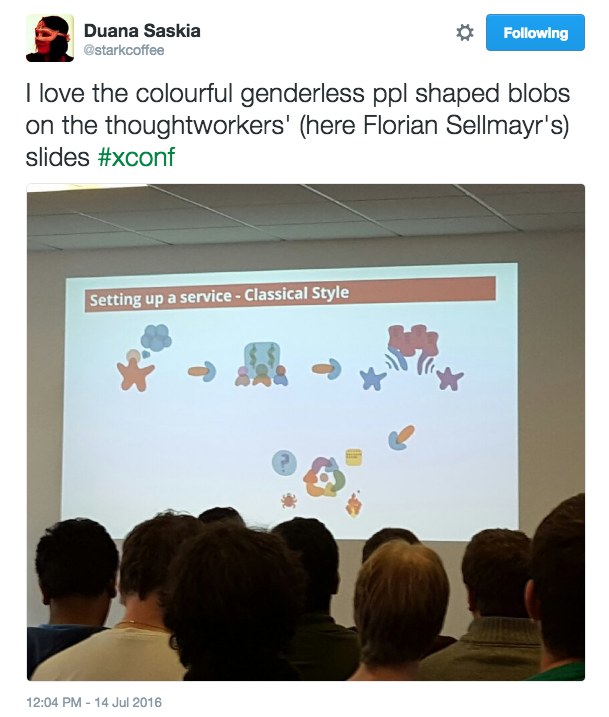 Duana Saskia
@starkcoffee
Following
I love the colourful genderless ppl shaped blobs
on the thoughtworkers' (here Florian Sellmayr's)
slides #xconf
Setting up a service - Classical Style
?
12:04 PM - 14 Jul 2016